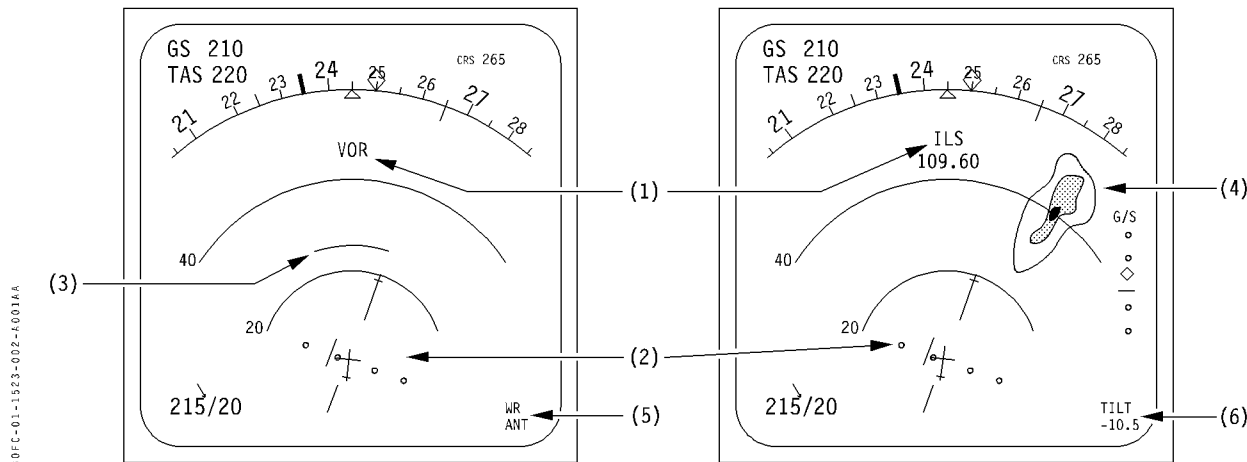 GS 210
TAS 220
CRS 265
21 22 23 24 25 26 27 28
VOR
40
20
215/20
WR
ANT
GS 210
TAS 220
CRS 265
21 22 23 24 25 26 27 28
ILS
109.60
G/S
40
20
215/20
TILT
-10.5
(1)
(2)
(3)
(4)
(5)
(6)
0FC-01-1523-002-A001AA